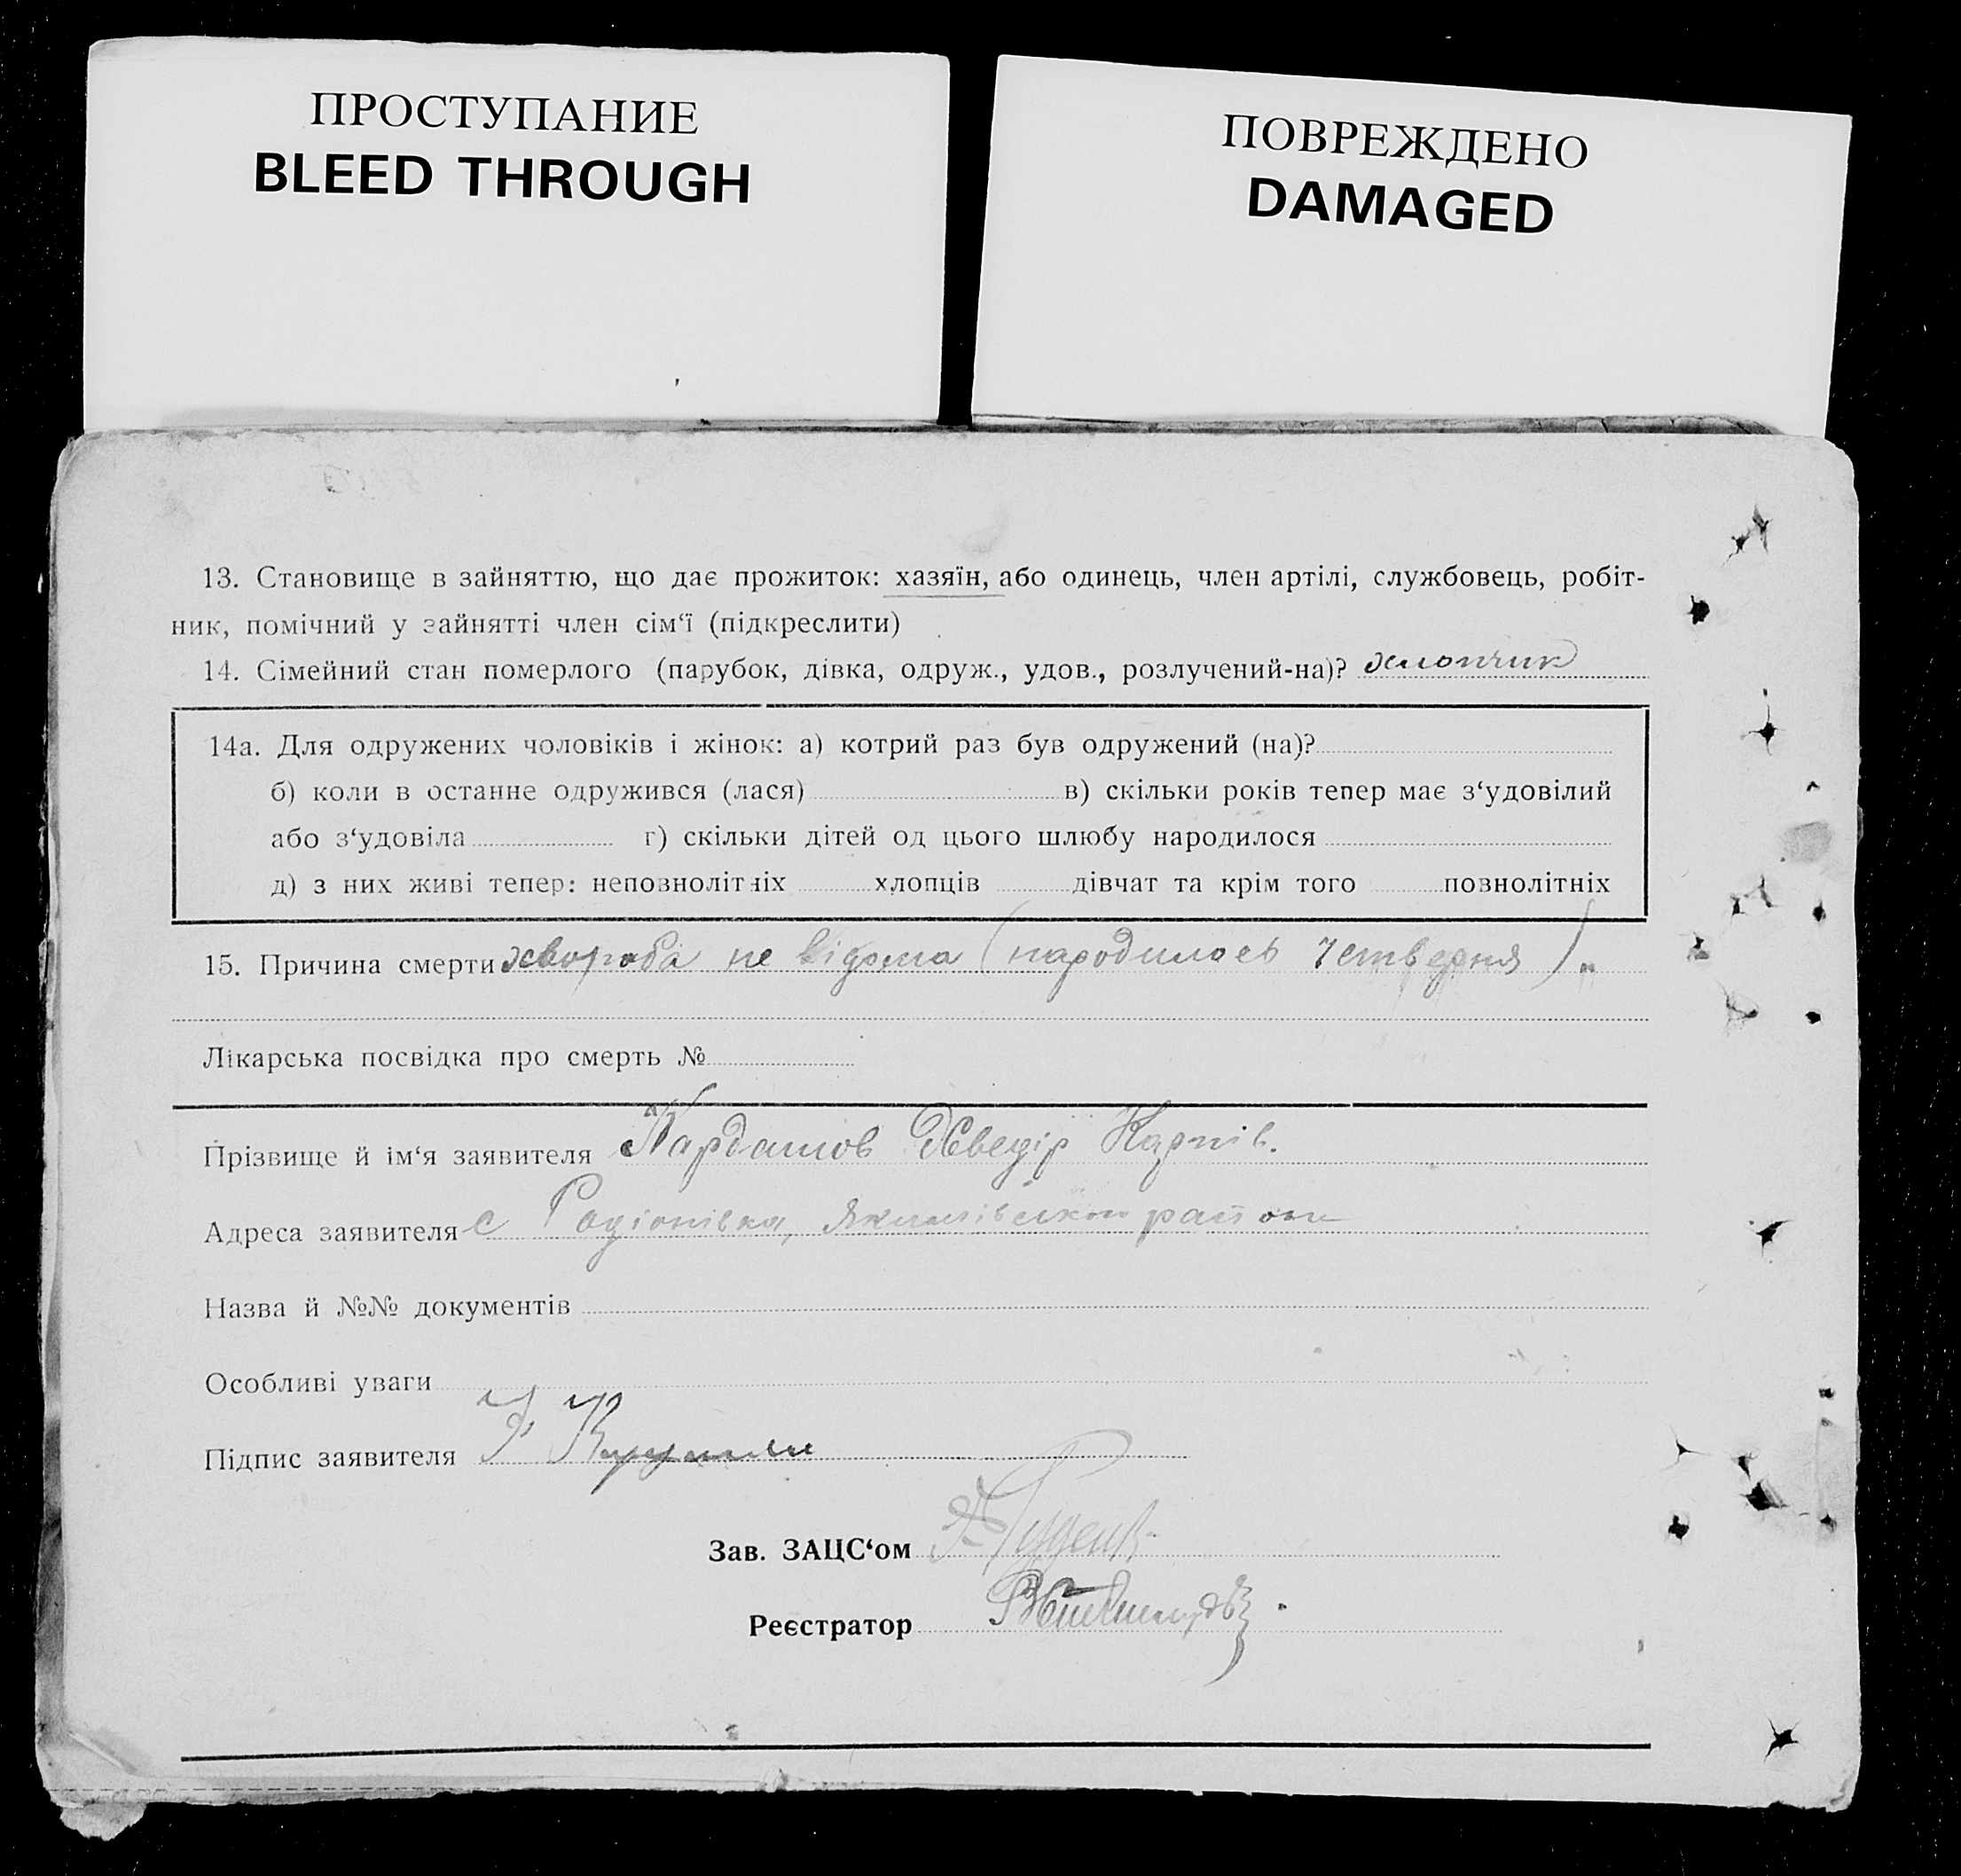 ПРОСТУПАНИЕ
BLEED THROUGH
ПОВРЕЖДЕНО
DAMAGED
13. Становище в зайняттю, що дає прожиток: хазяїн, або одинець, член артілі, службовець, робіт-
ник, помічний у зайнятті член сім‘ї (підкреслити)
14. Сімейний стан померлого (парубок, дівка, одруж., удов., розлучений-на)? хлопчик
14а. Для одружених чоловіків і жінок: а) котрий раз був одружений (на)?
б) коли в останне одружився (лася) в) скільки років тепер має з‘удовілий
або з‘удовіла г) скільки дітей од цього шлюбу народилося
д) з них живі тепер: неповнолітніх хлопців дівчат та крім того повнолітніх
15. Причина смерти хвороба не відома (народилось четверня).
Лікарська посвідка про смерть №
Прізвище й ім‘я заявителя Кардашов Хведір Карпів.
Адреса заявителя с Радіонівка, Якимівського району
Назва й №№ документів
Особливі уваги
Підпис заявителя
Зав. ЗАЦС‘ом
Реєстратор